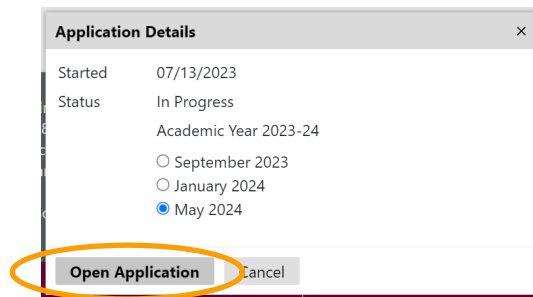 Application Details ×
Started 07/13/2023
Status In Progress
Academic Year 2023-24
September 2023
January 2024
May 2024
Open Application Cancel